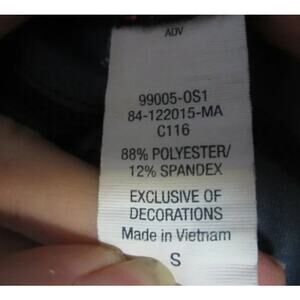 ADV
99005-0S1
84-122015-MA
C116
88% POLYESTER/
12% SPANDEX
EXCLUSIVE OF
DECORATIONS
Made in Vietnam
S